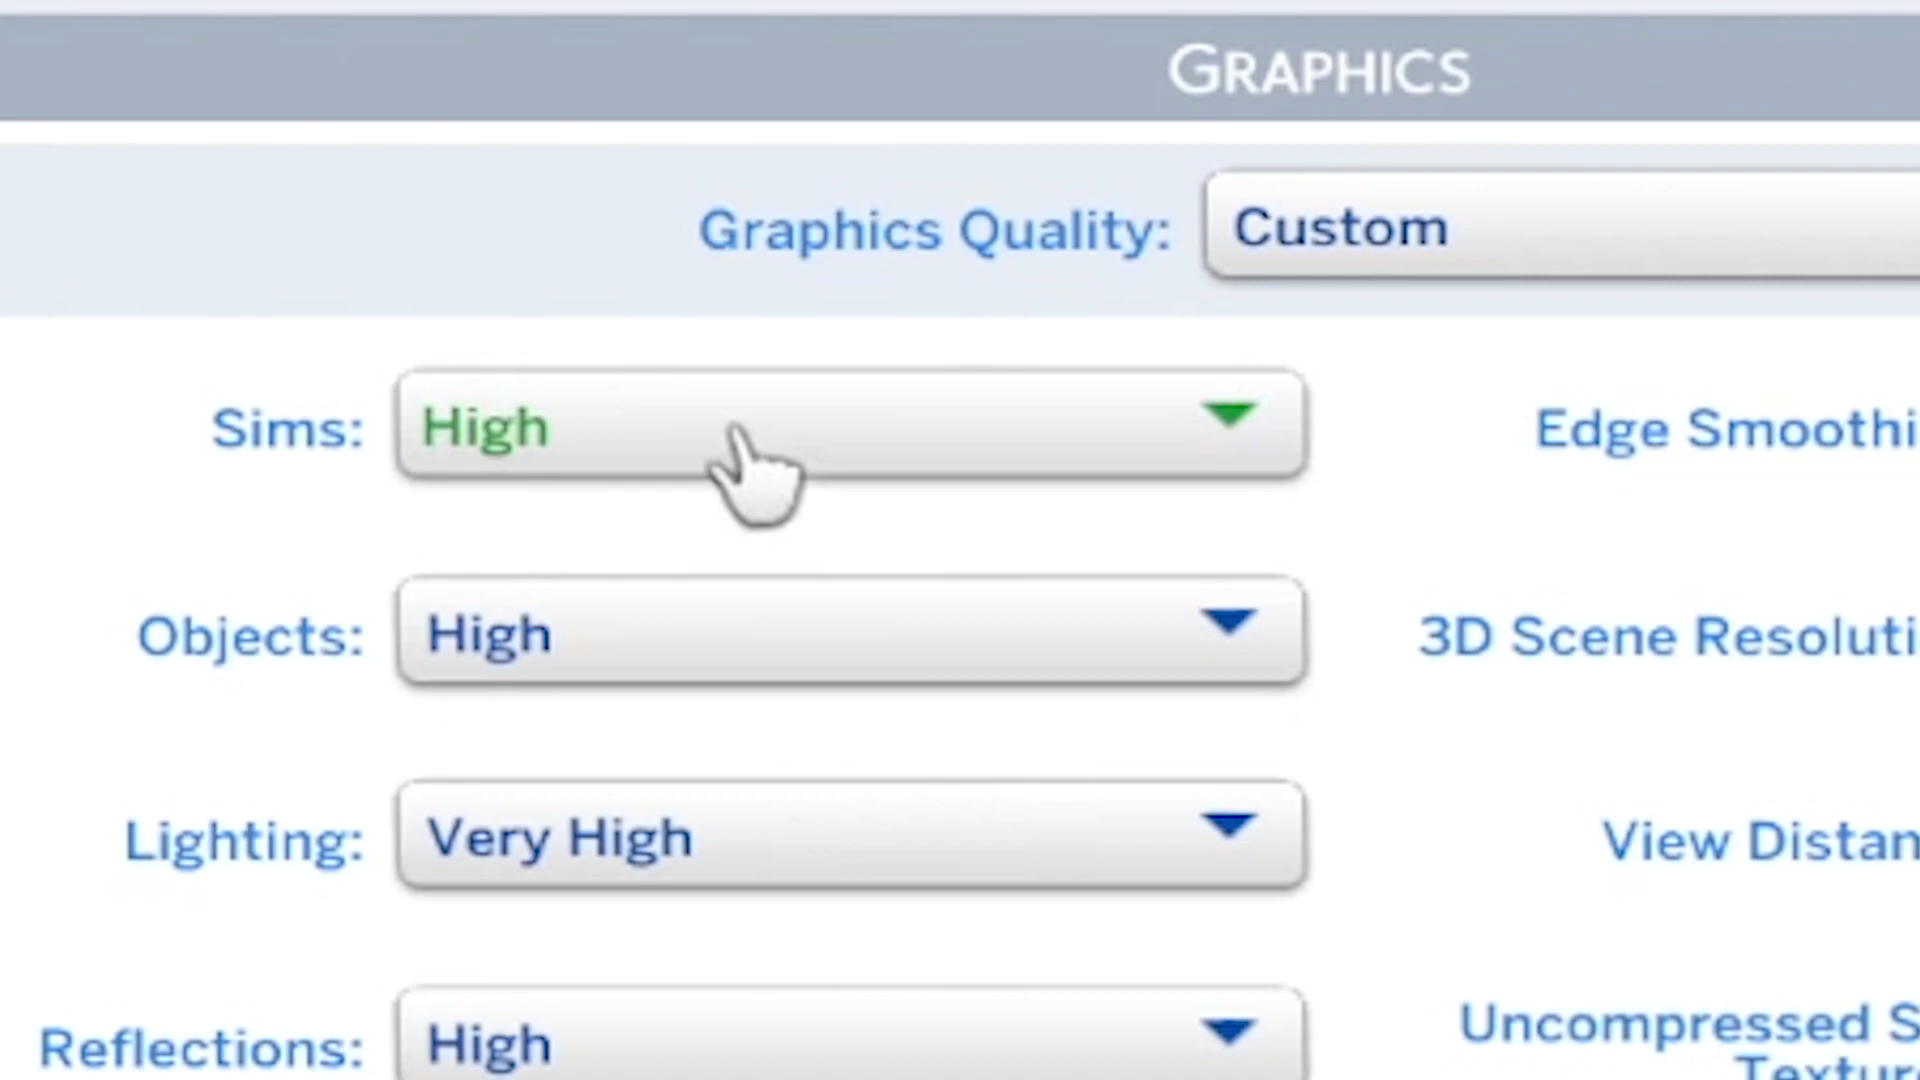 GRAPHICS
Graphics Quality: Custom
Sims: High Edge Smoothi
Objects: High 3D Scene Resoluti
Lighting: Very High View Distan
Reflections: High Uncompressed S
Texture